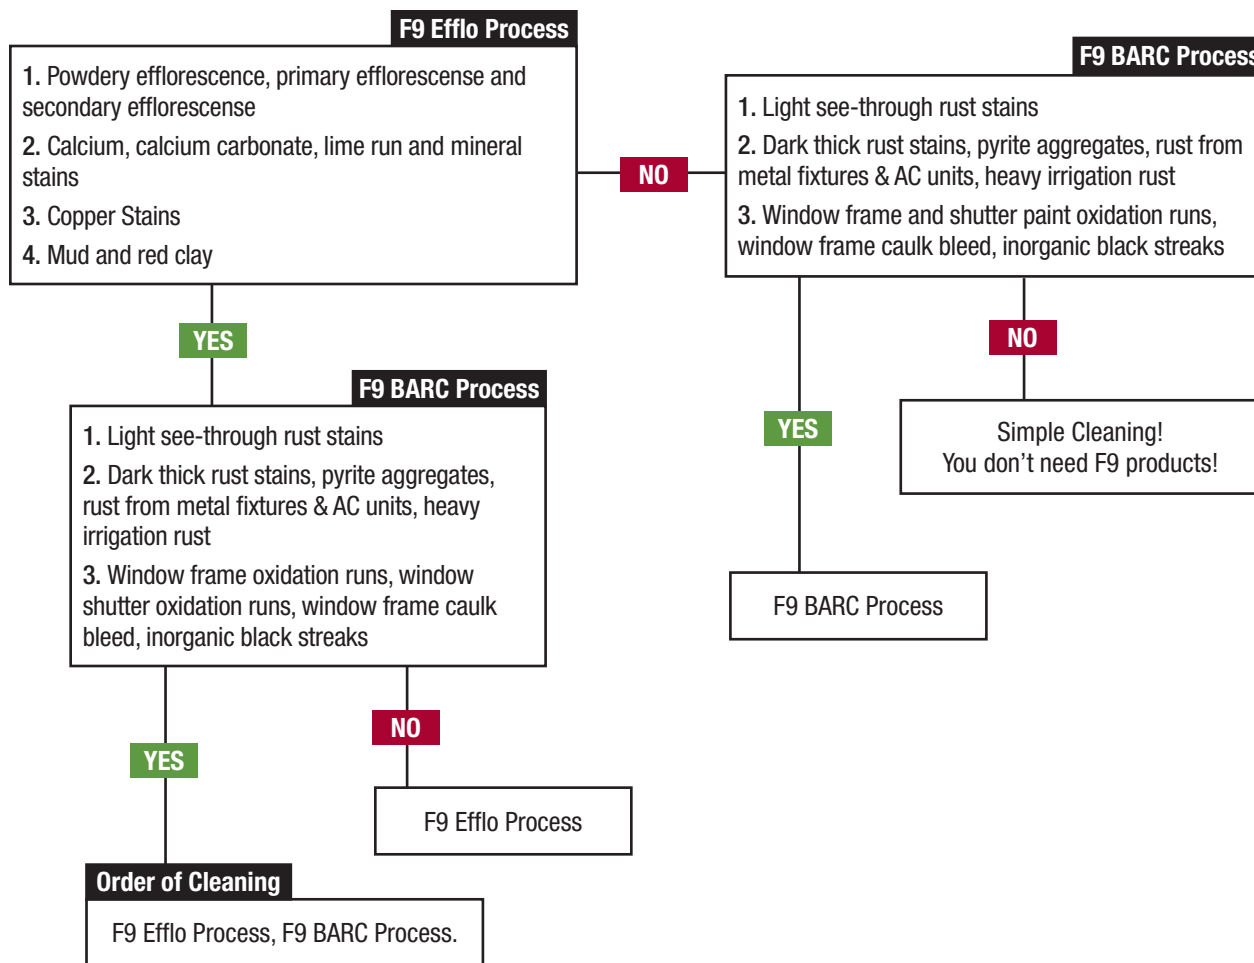 F9 Efflo Process
1. Powdery efflorescence, primary efflorescense and
secondary efflorescense
2. Calcium, calcium carbonate, lime run and mineral
stains
3. Copper Stains
4. Mud and red clay
NO
F9 BARC Process
1. Light see-through rust stains
2. Dark thick rust stains, pyrite aggregates, rust from
metal fixtures & AC units, heavy irrigation rust
3. Window frame and shutter paint oxidation runs,
window frame caulk bleed, inorganic black streaks
YES
NO
YES
Simple Cleaning!
You don't need F9 products!
F9 BARC Process
F9 BARC Process
1. Light see-through rust stains
2. Dark thick rust stains, pyrite aggregates,
rust from metal fixtures & AC units, heavy
irrigation rust
3. Window frame oxidation runs, window
shutter oxidation runs, window frame caulk
bleed, inorganic black streaks
YES
NO
F9 Efflo Process
Order of Cleaning
F9 Efflo Process, F9 BARC Process.